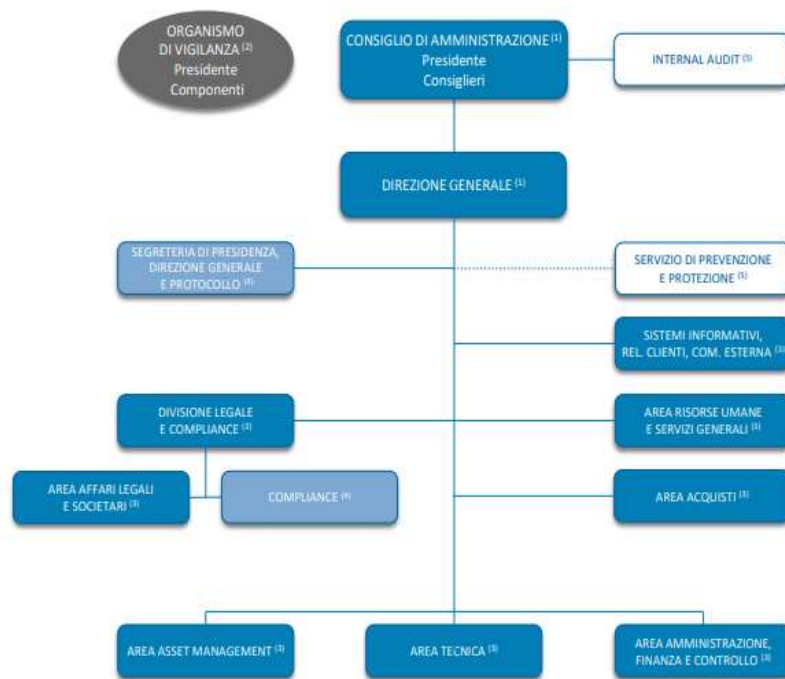 ORGANISMO
DI VIGILANZA (2)
Presidente
Componenti
CONSIGLIO DI AMMINISTRAZIONE (1)
Presidente
Consiglieri
INTERNAL AUDIT (5)
DIREZIONE GENERALE (1)
SEGRETERIA DI PRESIDENZA,
DIREZIONE GENERALE
E PROTOCOLLO (4)
SERVIZIO DI PREVENZIONE
E PROTEZIONE (5)
SISTEMI INFORMATIVI,
REL. CLIENTI, COM. ESTERNA (3)
DIVISIONE LEGALE
E COMPLIANCE (2)
AREA RISORSE UMANE
E SERVIZI GENERALI (3)
AREA AFFARI LEGALI
E SOCIETARI (3)
COMPLIANCE (4)
AREA ACQUISTI (3)
AREA ASSET MANAGEMENT (3)
AREA TECNICA (3)
AREA AMMINISTRAZIONE,
FINANZA E CONTROLLO (3)